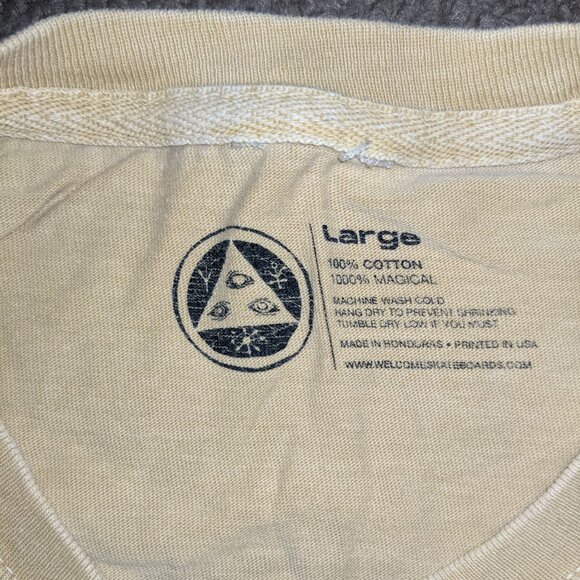 Large
100% COTTON
1000% MAGICAL
MACHINE WASH COLD
HANG DRY TO PREVENT SHRINKING
TUMBLE DRY LOW IF YOU MUST
MADE IN HONDURAS • PRINTED IN USA
WWW.WELCOMESKATEBOARDS.COM